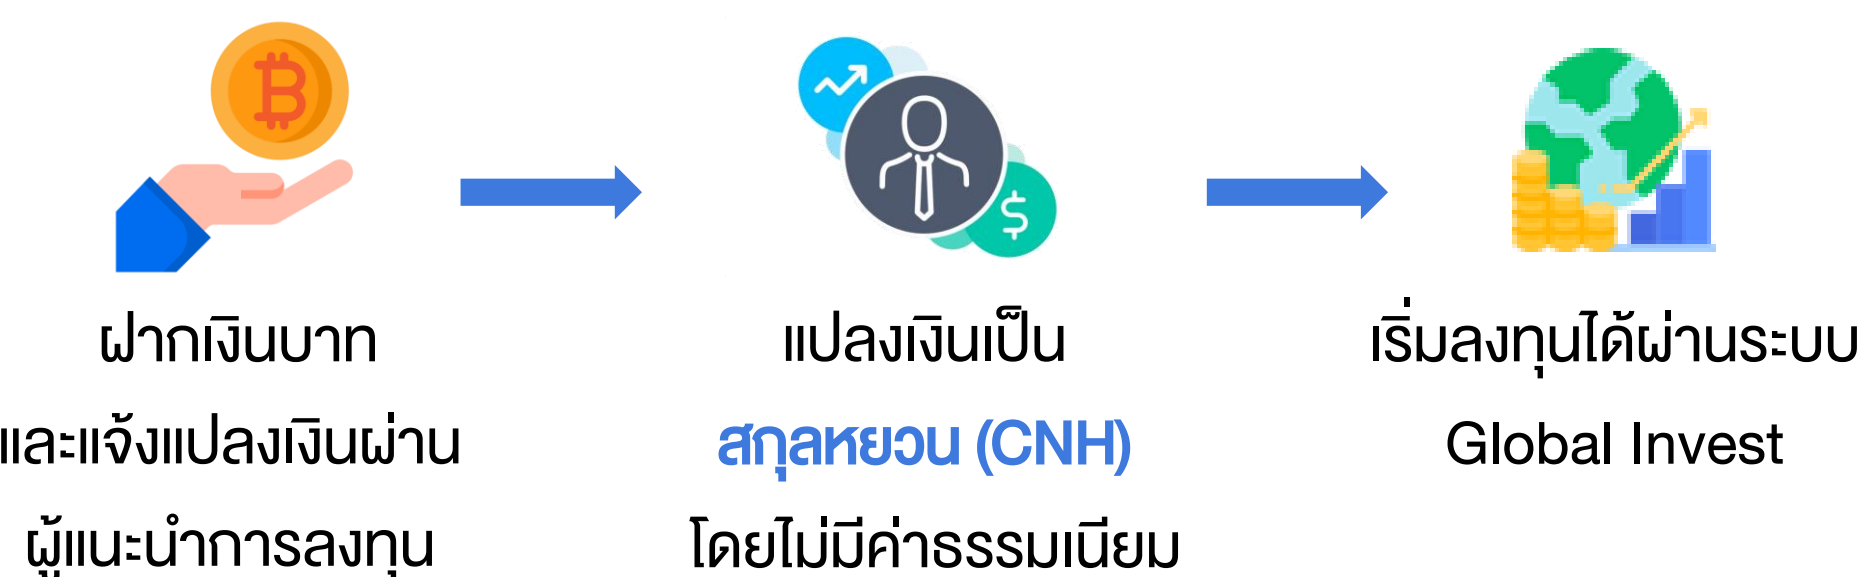 ฝากเงินบาท
และแจ้งแปลงเงินผ่าน
ผู้แนะนำการลงทุน
แปลงเงินเป็น
สกุลหยวน (CNH)
โดยไม่มีค่าธรรมเนียม
เริ่มลงทุนได้ผ่านระบบ
Global Invest